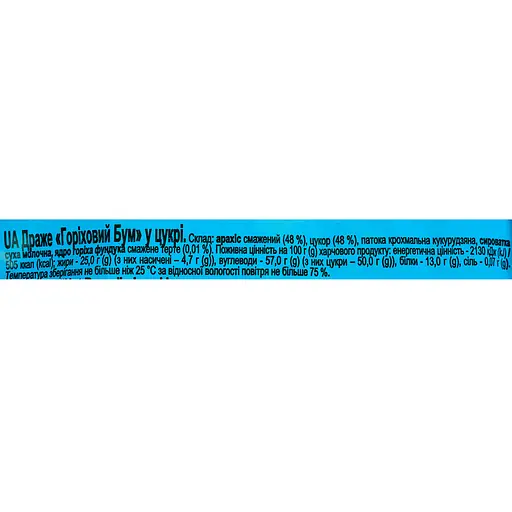 UA Драже «Горіховий Бум» у цукрі. Склад: арахіс смажений (48 %), цукор (48 %), патока крохмальна кукурудзяна, сироватка
суха молочна, ядро горіха фундука смажене терте (0,01 %). Поживна цінність на 100 г (g) харчового продукту: енергетична цінність - 2130 кДж (kJ) /
505 ккал (kcal); жири - 25,0 г (g) (з них насичені – 4,7 г (g)), вуглеводи - 57,0 г (g) (з них цукри – 50,0 г (g)), білки - 13,0 г (g), сіль - 0,07 г (g).
Температура зберігання не більше ніж 25 °С за відносної вологості повітря не більше 75 %.